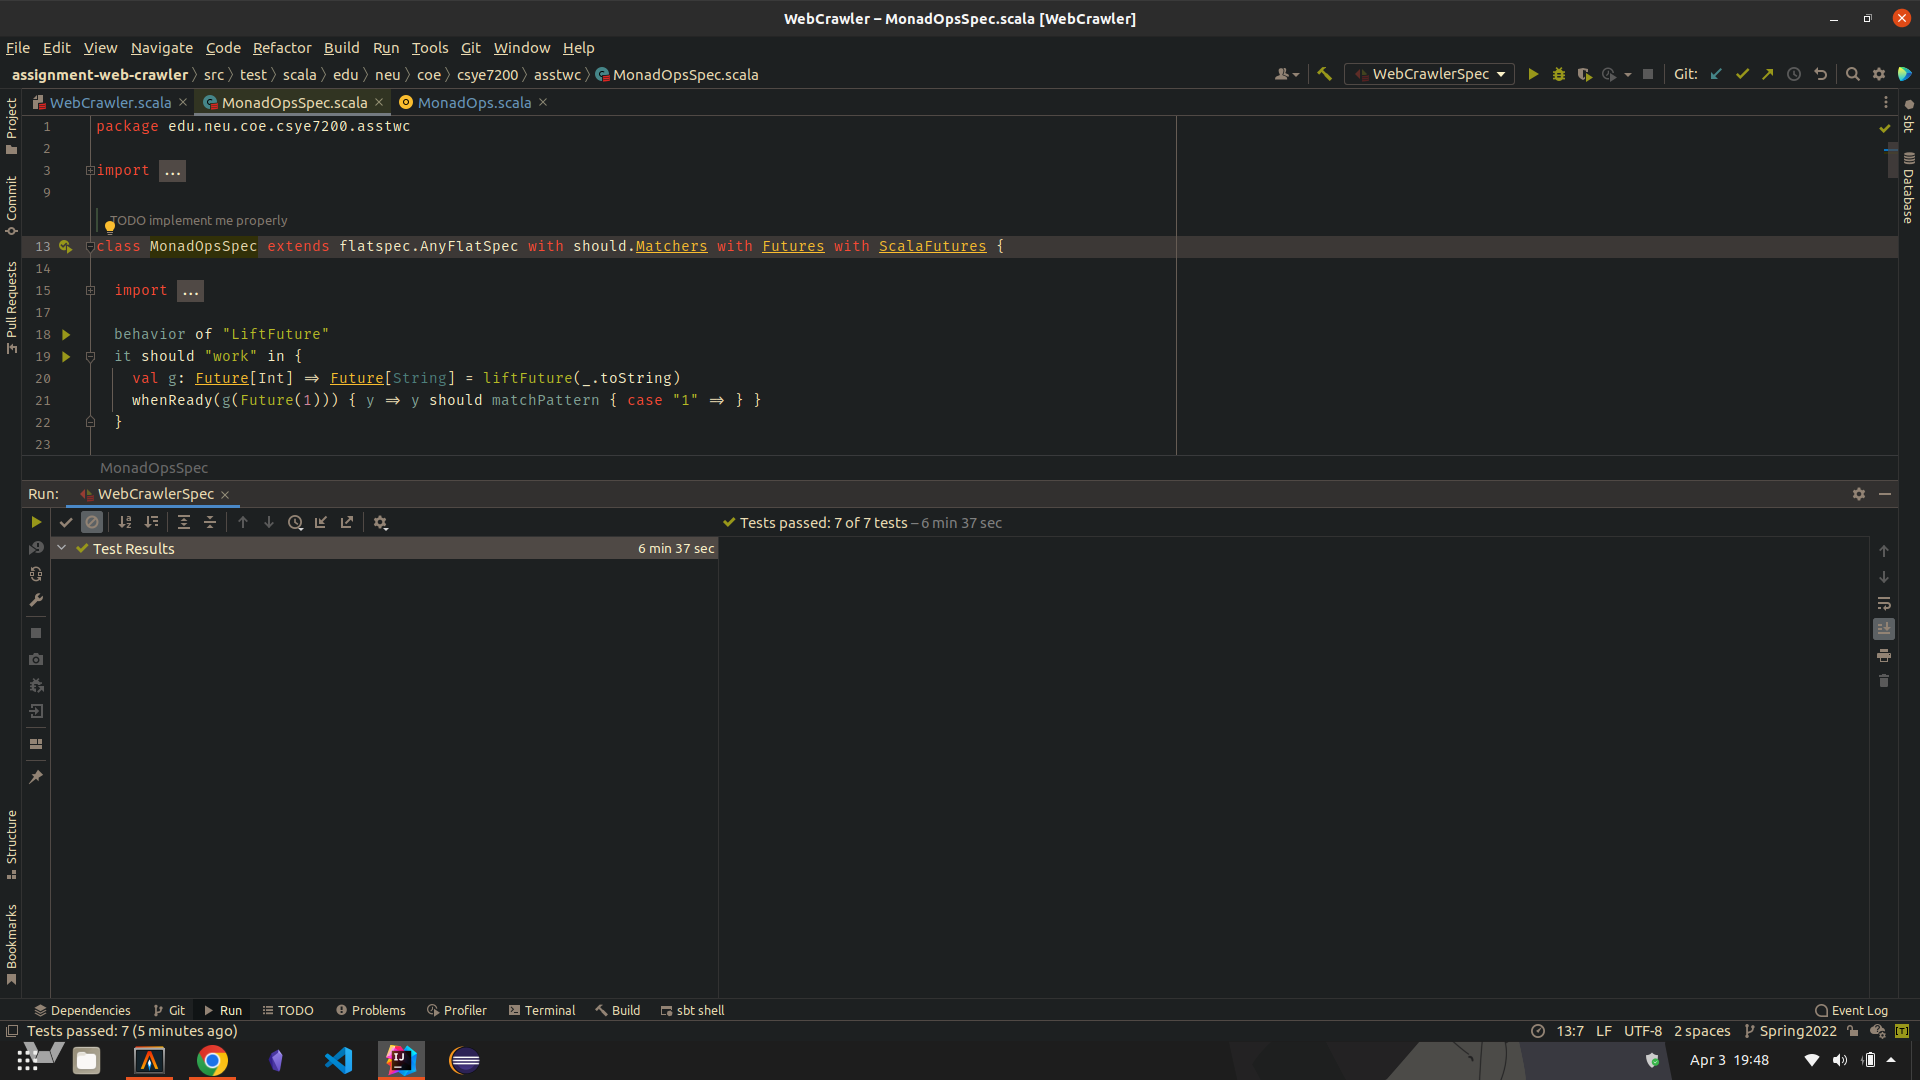 WebCrawler – MonadOpsSpec.scala [WebCrawler]
File Edit View Navigate Code Refactor Build Run Tools Git Window Help
assignment-web-crawler src test scala edu neu coe csye7200 asstwc MonadOpsSpec.scala
WebCrawlerSpec
Git:
WebCrawler.scala
MonadOpsSpec.scala
MonadOps.scala
Project
Commit
Pull Requests
Structure
Bookmarks
sbt
Database
1 package edu.neu.coe.csye7200.asstwc
2
3 import ...
9
TODO implement me properly
13 class MonadOpsSpec extends flatspec.AnyFlatSpec with should.Matchers with Futures with ScalaFutures {
14
15 import ...
17
18 behavior of "LiftFuture"
19 it should "work" in {
20 val g: Future[Int] => Future[String] = liftFuture(_.toString)
21 whenReady(g(Future(1))) { y => y should matchPattern { case "1" => } }
22 }
23
MonadOpsSpec
Run: WebCrawlerSpec
Tests passed: 7 of 7 tests – 6 min 37 sec
Test Results 6 min 37 sec
Dependencies Git Run TODO Problems Profiler Terminal Build sbt shell Event Log
Tests passed: 7 (5 minutes ago) 13:7 LF UTF-8 2 spaces Spring2022
Apr 3 19:48